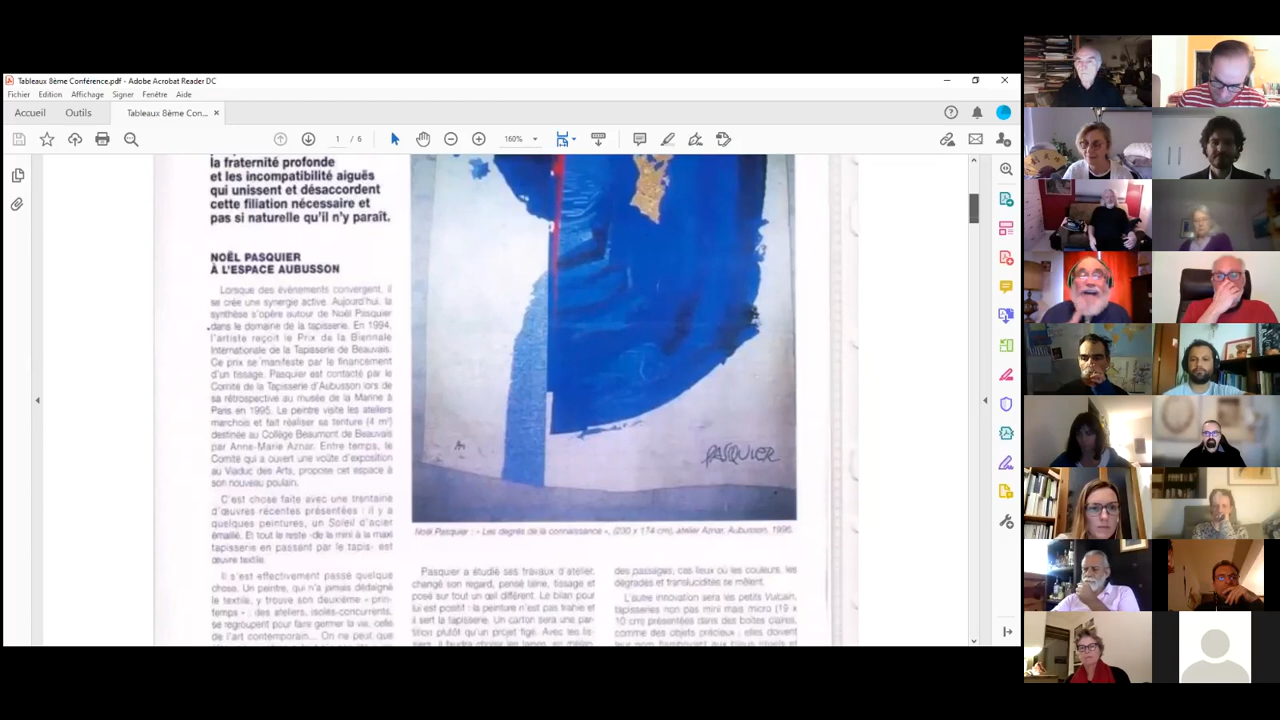 Tableaux 8ème Conférence.pdf - Adobe Acrobat Reader DC
Fichier Edition Affichage Signer Fenêtre Aide
Accueil Outils Tableaux 8ème Con... ×
1 / 6 160%
la fraternité profonde
et les incompatibilité aiguës
qui unissent et désaccordent
cette filiation nécessaire et
pas si naturelle qu'il n'y paraît.
NOËL PASQUIER
À L'ESPACE AUBUSSON
Lorsque des événements convergent, il
se crée une synergie active. Aujourd'hui, la
synthèse s'opère autour de Noël Pasquier
dans le domaine de la tapisserie. En 1994,
l'artiste reçoit le Prix de la Biennale
Internationale de la Tapisserie de Beauvais.
Ce prix se manifeste par le financement
d'un tissage. Pasquier est contacté par le
Comité de la Tapisserie d'Aubusson lors de
sa rétrospective au musée de la Marine à
Paris en 1995. Le peintre visite les ateliers
marchois et fait réaliser sa tenture (4 m²)
destinée au Collège Beaumont de Beauvais
par Anne-Marie Aznar. Entre temps, le
Comité qui a ouvert une voûte d'exposition
au Viaduc des Arts, propose cet espace à
son nouveau poulain.
C'est chose faite avec une trentaine
d'œuvres récentes présentées : il y a
quelques peintures, un Soleil d'acier
émaillé. Et tout le reste -de la mini à la maxi
tapisserie en passant par le tapis- est
œuvre textile.
Il s'est effectivement passé quelque
chose. Un peintre, qui n'a jamais dédaigné
le textile, y trouve son deuxième « prin-
temps » : des ateliers, isolés-concurrents,
se regroupent pour faire germer la vie, celle
de l'art contemporain... On ne peut que
PASQUIER
Noël Pasquier : « Les degrés de la connaissance », (230 x 174 cm), atelier Aznar, Aubusson, 1996.
Pasquier a étudié ses travaux d'atelier,
changé son regard, pensé laine, tissage et
posé sur tout un œil différent. Le bilan pour
lui est positif : la peinture n'est pas trahie et
il sert la tapisserie. Un carton sera une par-
tition plutôt qu'un projet figé. Avec les lis-
des passages, cas lieux où les couleurs, les
dégradés et translucidités se mêlent.
L'autre innovation sera les petits Vulcain,
tapisseries non pas mini mais micro (19 x
10 cm) présentées dans des boîtes claires,
comme des objets précieux : elles doivent